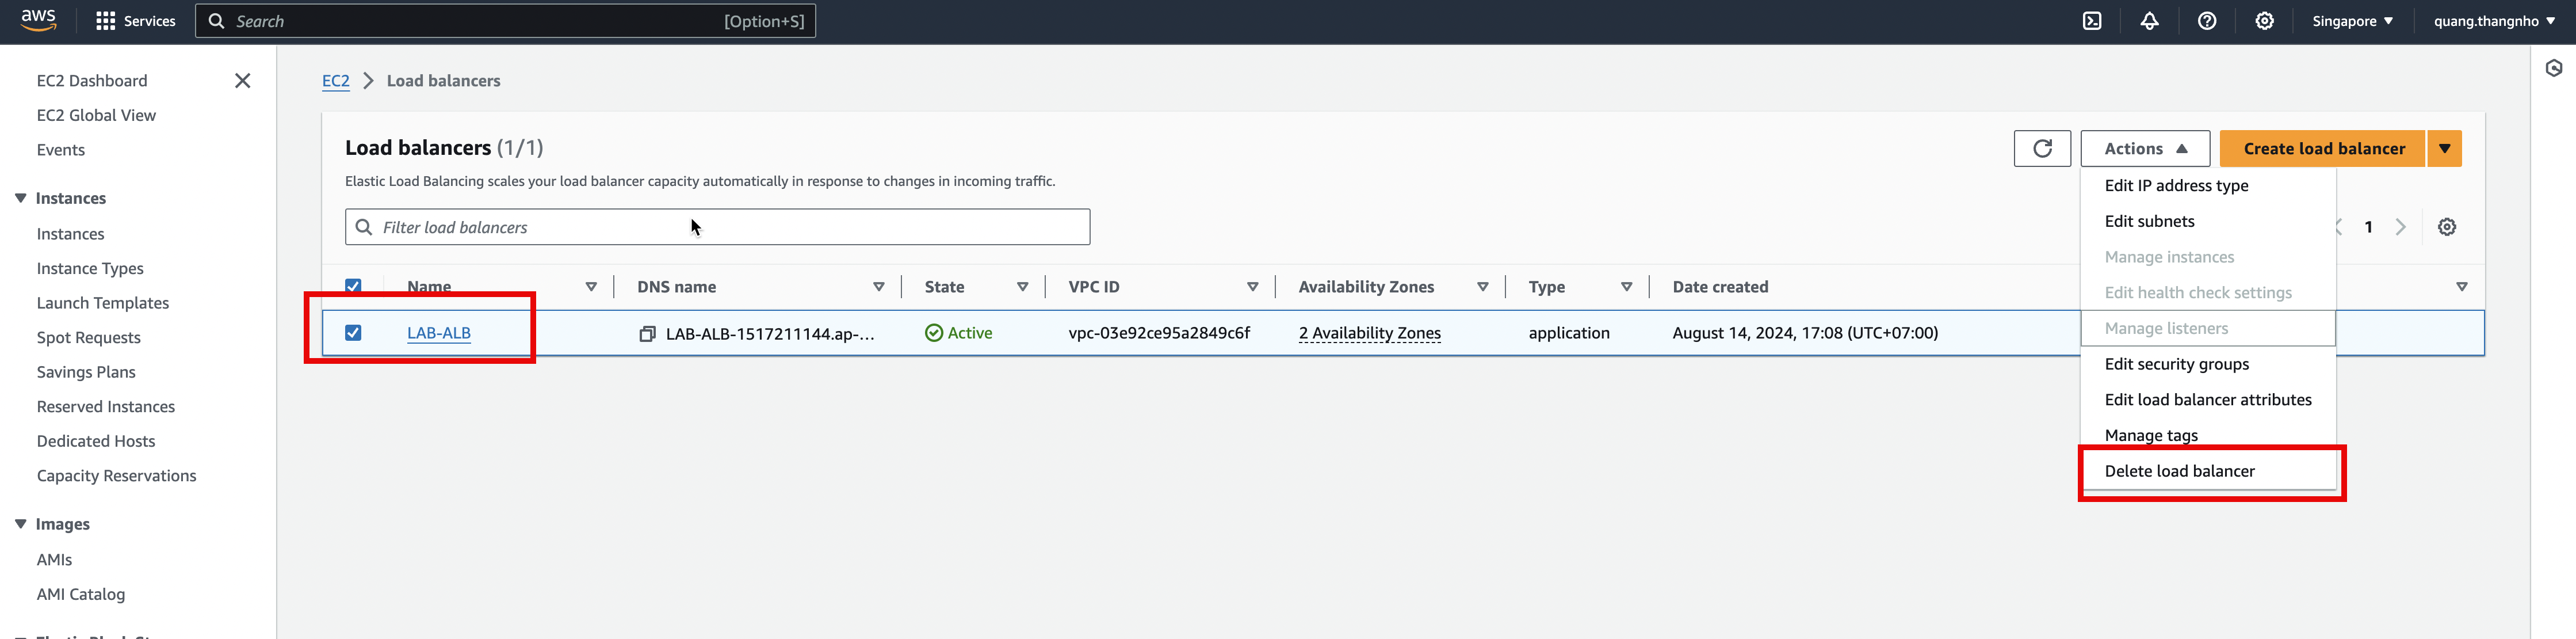 aws
Services
Search
[Option+S]
Singapore
quang.thangnho
EC2 Dashboard
EC2 Global View
Events
Instances
Instances
Instance Types
Launch Templates
Spot Requests
Savings Plans
Reserved Instances
Dedicated Hosts
Capacity Reservations
Images
AMIs
AMI Catalog
EC2 > Load balancers
Load balancers (1/1)
Elastic Load Balancing scales your load balancer capacity automatically in response to changes in incoming traffic.
Actions
Create load balancer
Filter load balancers
1
Name DNS name State VPC ID Availability Zones Type Date created
LAB-ALB LAB-ALB-1517211144.ap-... Active vpc-03e92ce95a2849c6f 2 Availability Zones application August 14, 2024, 17:08 (UTC+07:00)
Edit IP address type
Edit subnets
Manage instances
Edit health check settings
Manage listeners
Edit security groups
Edit load balancer attributes
Manage tags
Delete load balancer